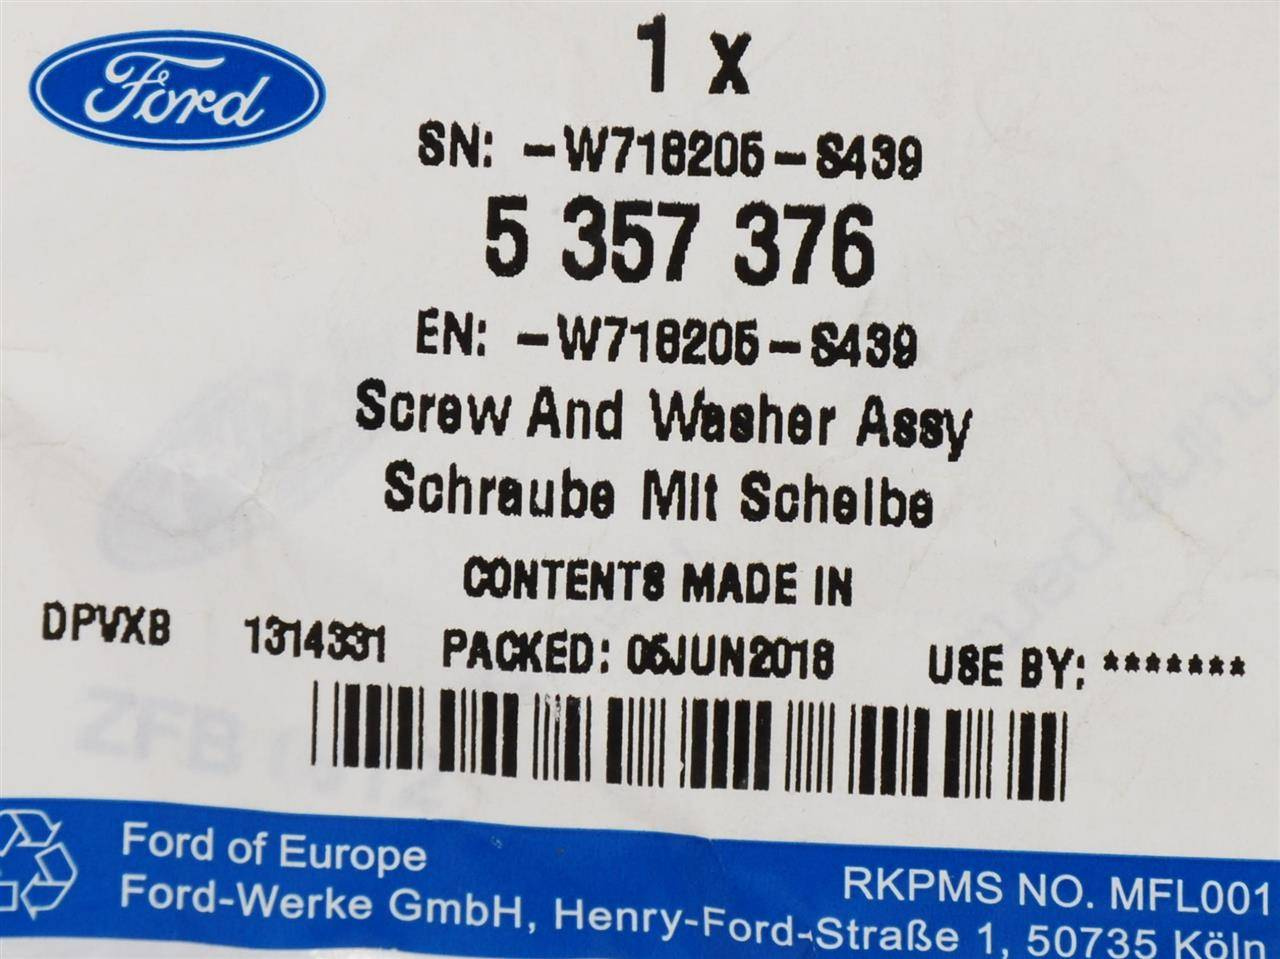 Ford
1 x
SN: -W718205-S439
5 357 376
EN: -W718205-S439
Screw And Washer Assy
Schraube Mit Scheibe
CONTENTS MADE IN
DPVXB 1314331 PACKED: 05JUN2018 USE BY: *******
Ford of Europe
RKPMS NO. MFL001
Ford-Werke GmbH, Henry-Ford-Straße 1, 50735 Köln